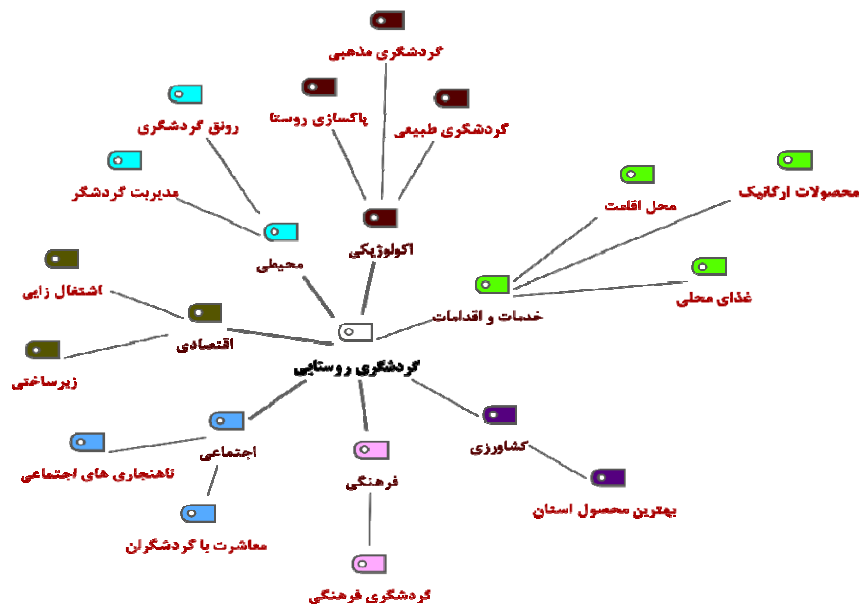 گردشگری مذهبی
پاکسازی روستا
گردشگری طبیعی
رونق گردشگری
مدیریت گردشگر
محل اقامت
محصولات ارگانیک
اکولوژیکی
محیطی
غذای محلی
اشتغال زایی
خدمات و اقدامات
اقتصادی
گردشگری روستایی
زیرساختی
اجتماعی
کشاورزی
ناهنجاری های اجتماعی
فرهنگی
بهترین محصول استان
معاشرت با گردشگران
گردشگری فرهنگی